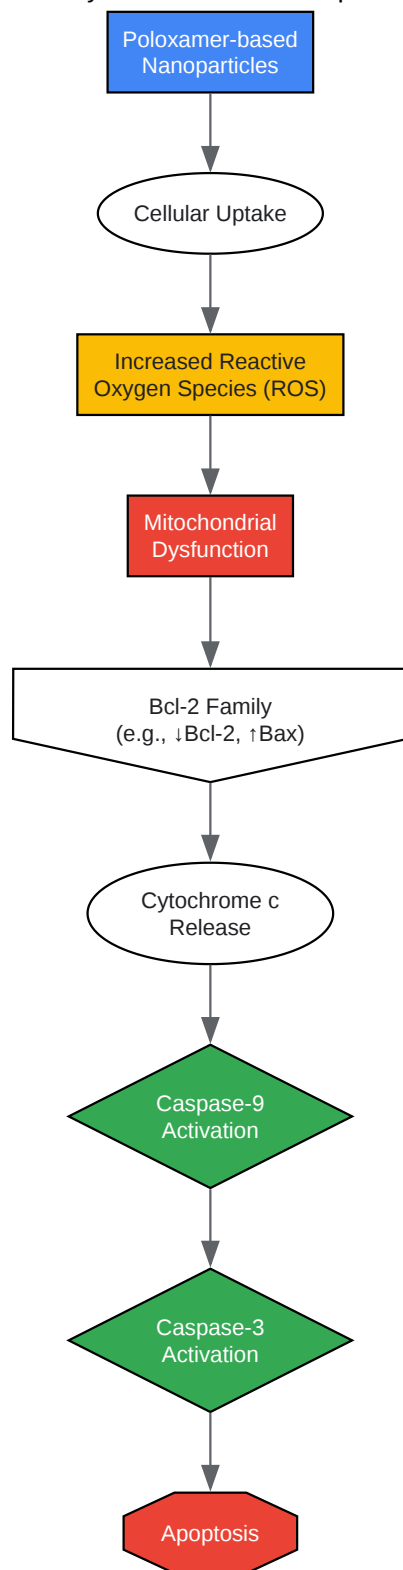 Poloxamer-based
Nanoparticles
Cellular Uptake
Increased Reactive
Oxygen Species (ROS)
Mitochondrial
Dysfunction
Bcl-2 Family
(e.g., ↓Bcl-2, ↑Bax)
Cytochrome c
Release
Caspase-9
Activation
Caspase-3
Activation
Apoptosis